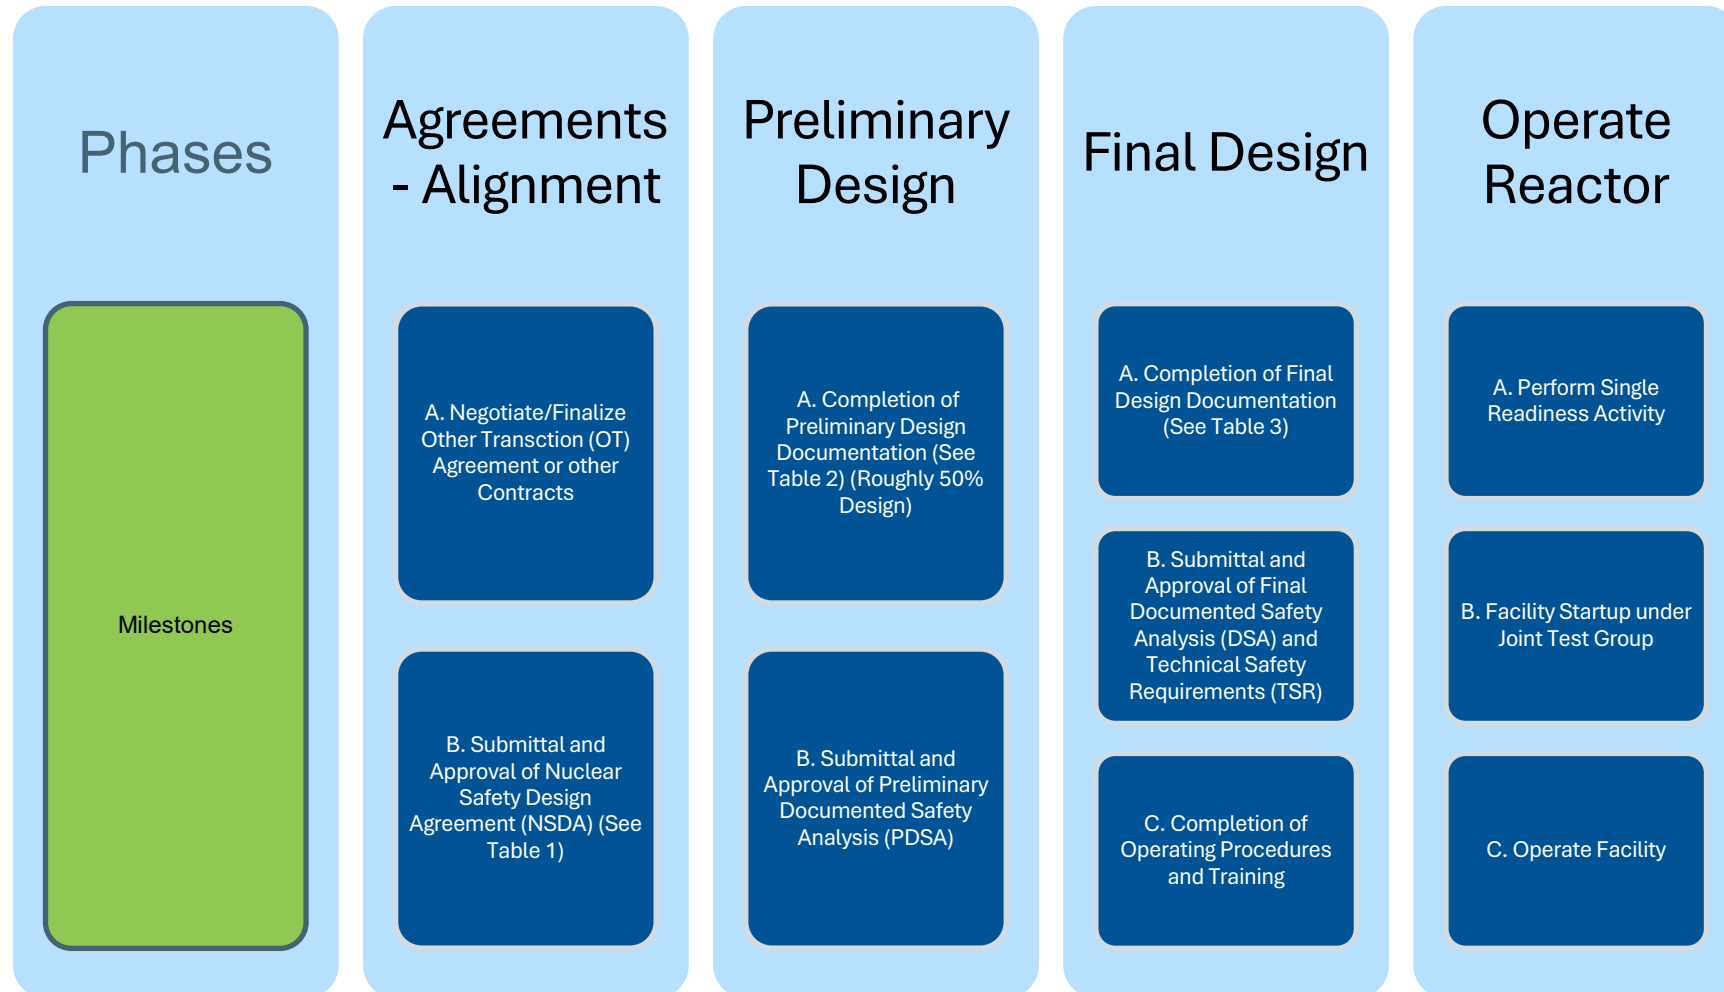 Phases
Milestones
Agreements
- Alignment
A. Negotiate/Finalize
Other Transction (OT)
Agreement or other
Contracts
B. Submittal and
Approval of Nuclear
Safety Design
Agreement (NSDA) (See
Table 1)
Preliminary
Design
A. Completion of
Preliminary Design
Documentation (See
Table 2) (Roughly 50%
Design)
B. Submittal and
Approval of Preliminary
Documented Safety
Analysis (PDSA)
Final Design
A. Completion of Final
Design Documentation
(See Table 3)
B. Submittal and
Approval of Final
Documented Safety
Analysis (DSA) and
Technical Safety
Requirements (TSR)
C. Completion of
Operating Procedures
and Training
Operate
Reactor
A. Perform Single
Readiness Activity
B. Facility Startup under
Joint Test Group
C. Operate Facility